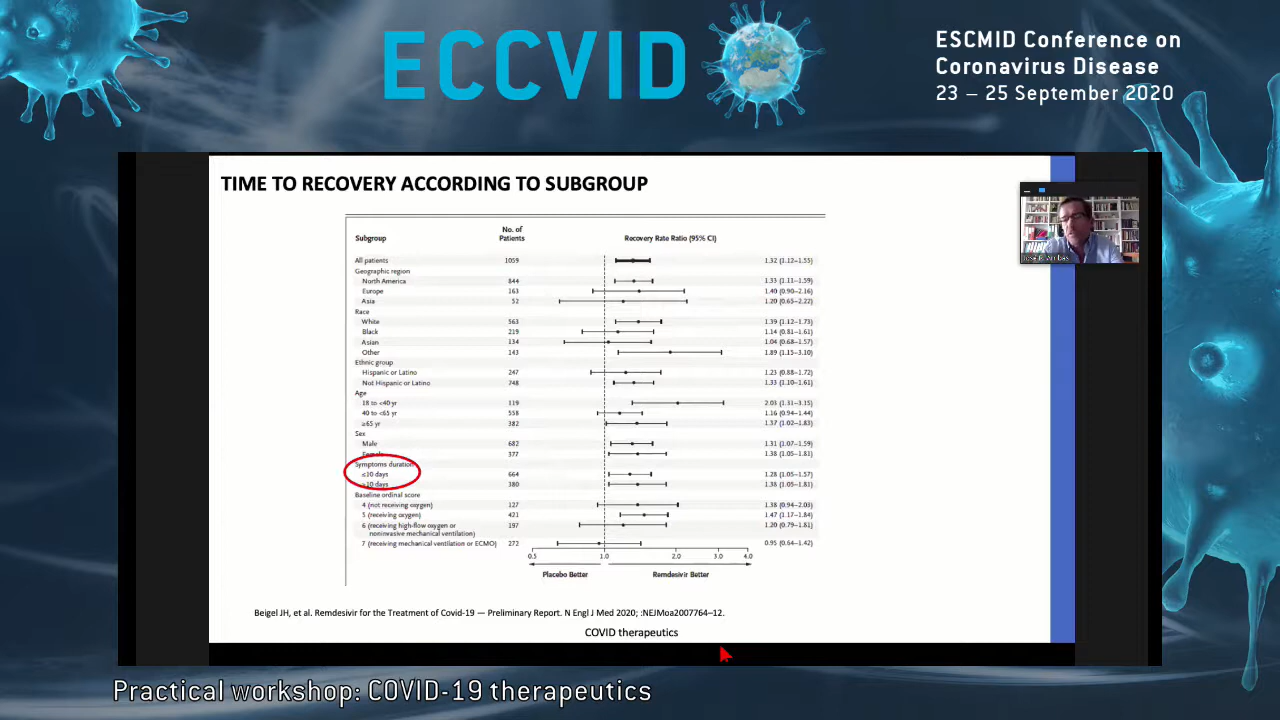 ECCVID
ESCMID Conference on
Coronavirus Disease
23 – 25 September 2020
TIME TO RECOVERY ACCORDING TO SUBGROUP
Subgroup No. of Patients Recovery Rate Ratio (95% CI)
All patients 1059 1.32 (1.12–1.55)
Geographic region
North America 844 1.33 (1.11–1.59)
Europe 163 1.40 (0.90–2.16)
Asia 52 1.20 (0.65–2.22)
Race
White 563 1.39 (1.12–1.73)
Black 219 1.14 (0.81–1.61)
Asian 134 1.04 (0.68–1.57)
Other 143 1.89 (1.15–3.10)
Ethnic group
Hispanic or Latino 247 1.23 (0.88–1.72)
Not Hispanic or Latino 748 1.33 (1.10–1.61)
Age
18 to <40 yr 119 2.03 (1.31–3.15)
40 to <65 yr 558 1.16 (0.94–1.44)
≥65 yr 382 1.37 (1.02–1.83)
Sex
Male 682 1.31 (1.07–1.59)
Female 377 1.38 (1.05–1.81)
Symptoms duration
≤10 days 664 1.28 (1.05–1.57)
>10 days 380 1.38 (1.05–1.81)
Baseline ordinal score
4 (not receiving oxygen) 127 1.38 (0.94–2.03)
5 (receiving oxygen) 421 1.47 (1.17–1.84)
6 (receiving high-flow oxygen or 197 1.20 (0.79–1.81)
noninvasive mechanical ventilation)
7 (receiving mechanical ventilation or ECMO) 272 0.95 (0.64–1.42)
0.5 1.0 2.0 3.0 4.0
Placebo Better Remdesivir Better
Beigel JH, et al. Remdesivir for the Treatment of Covid-19 — Preliminary Report. N Engl J Med 2020; :NEJMoa2007764–12.
COVID therapeutics
Practical workshop: COVID-19 therapeutics